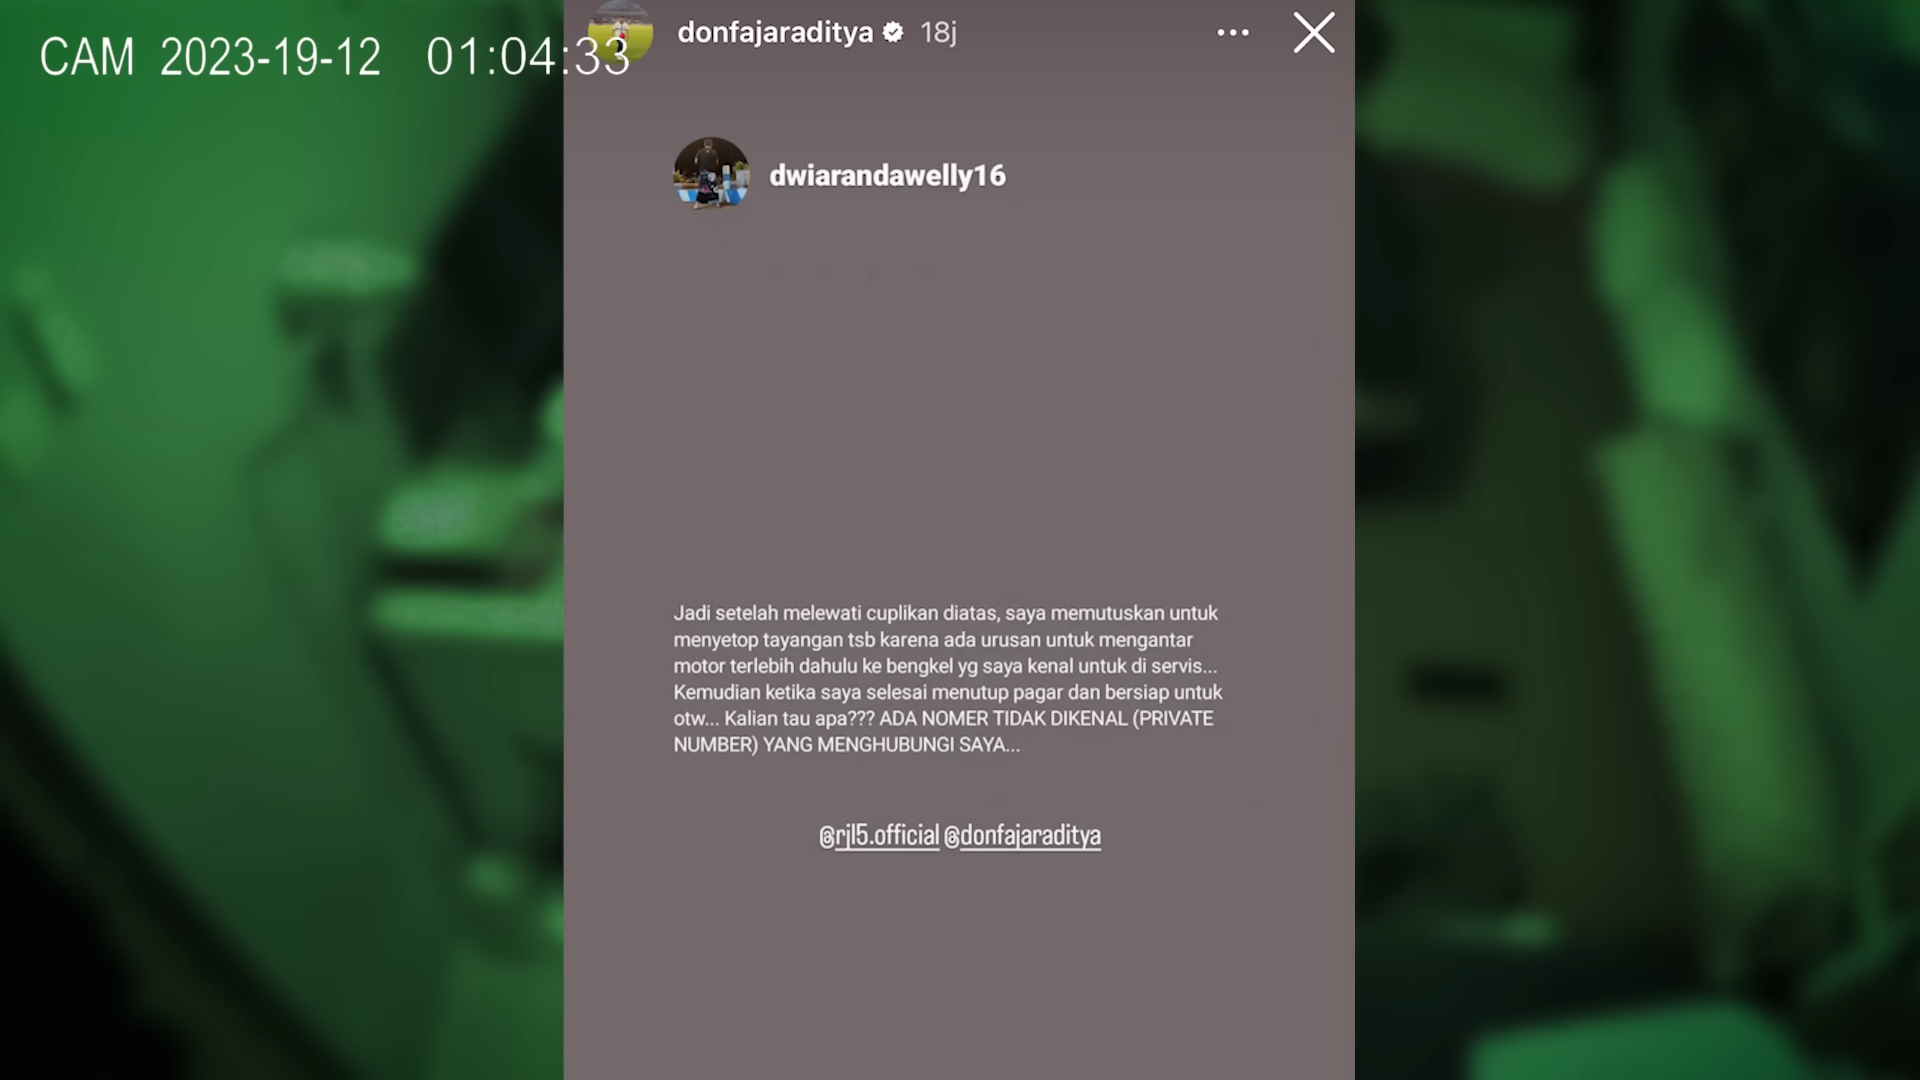 CAM 2023-19-12 01:04:33
donfajaraditya 18j
dwiarandawelly16
Jadi setelah melewati cuplikan diatas, saya memutuskan untuk
menyetop tayangan tsb karena ada urusan untuk mengantar
motor terlebih dahulu ke bengkel yg saya kenal untuk di servis...
Kemudian ketika saya selesai menutup pagar dan bersiap untuk
otw... Kalian tau apa??? ADA NOMER TIDAK DIKENAL (PRIVATE
NUMBER) YANG MENGHUBUNGI SAYA...
@rjl5.official @donfajaraditya